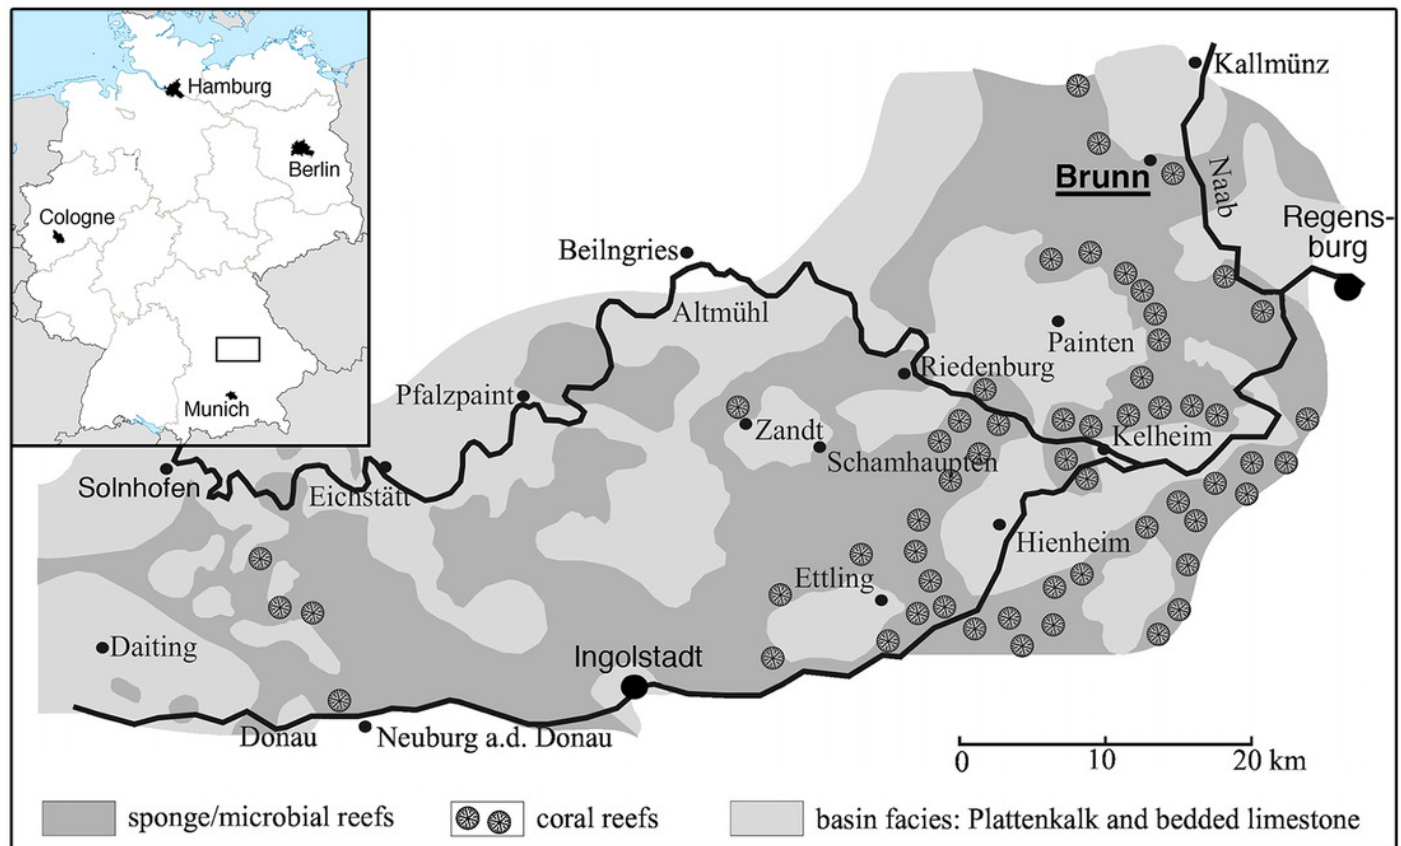 Hamburg
Berlin
Cologne
Munich
Kallmünz
Brunn
Naab
Regens-
burg
Beilngries
Altmühl
Painten
Riedenburg
Pfalzpaint
Zandt
Kelheim
Schamhaupten
Solnhofen
Eichstätt
Hienheim
Ettling
Daiting
Ingolstadt
Donau
Neuburg a.d. Donau
0 10 20 km
sponge/microbial reefs
coral reefs
basin facies: Plattenkalk and bedded limestone